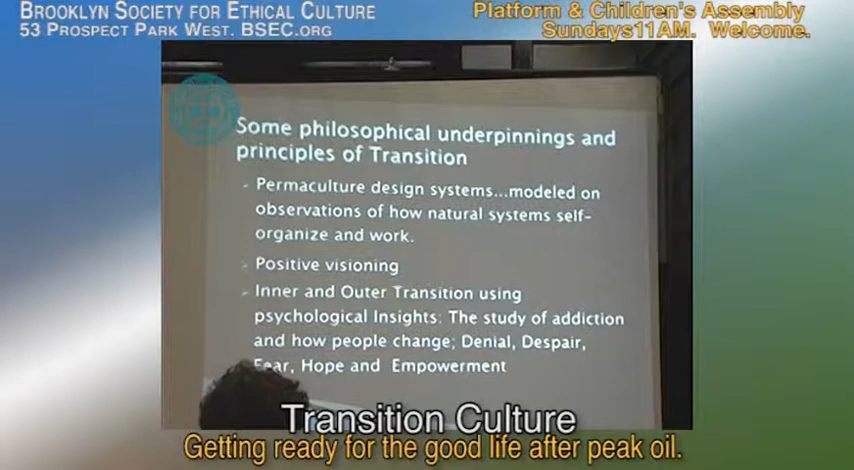 BROOKLYN SOCIETY FOR ETHICAL CULTURE
53 PROSPECT PARK WEST. BSEC.ORG
Platform & Children's Assembly
Sundays11AM. Welcome.
Some philosophical underpinnings and
principles of Transition
- Permaculture design systems...modeled on
observations of how natural systems self-
organize and work.
Positive visioning
- Inner and Outer Transition using
psychological Insights: The study of addiction
and how people change; Denial, Despair,
Fear, Hope and Empowerment
Transition Culture
Getting ready for the good life after peak oil.